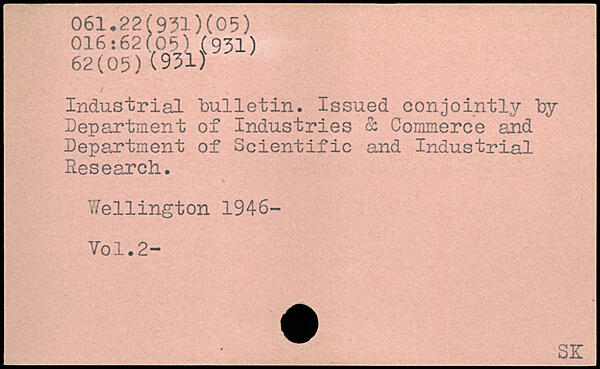 061.22(931)(05)
016:62(05)(931)
62(05)(931)
Industrial bulletin. Issued conjointly by
Department of Industries & Commerce and
Department of Scientific and Industrial
Research.
Wellington 1946-
Vol.2-
SK